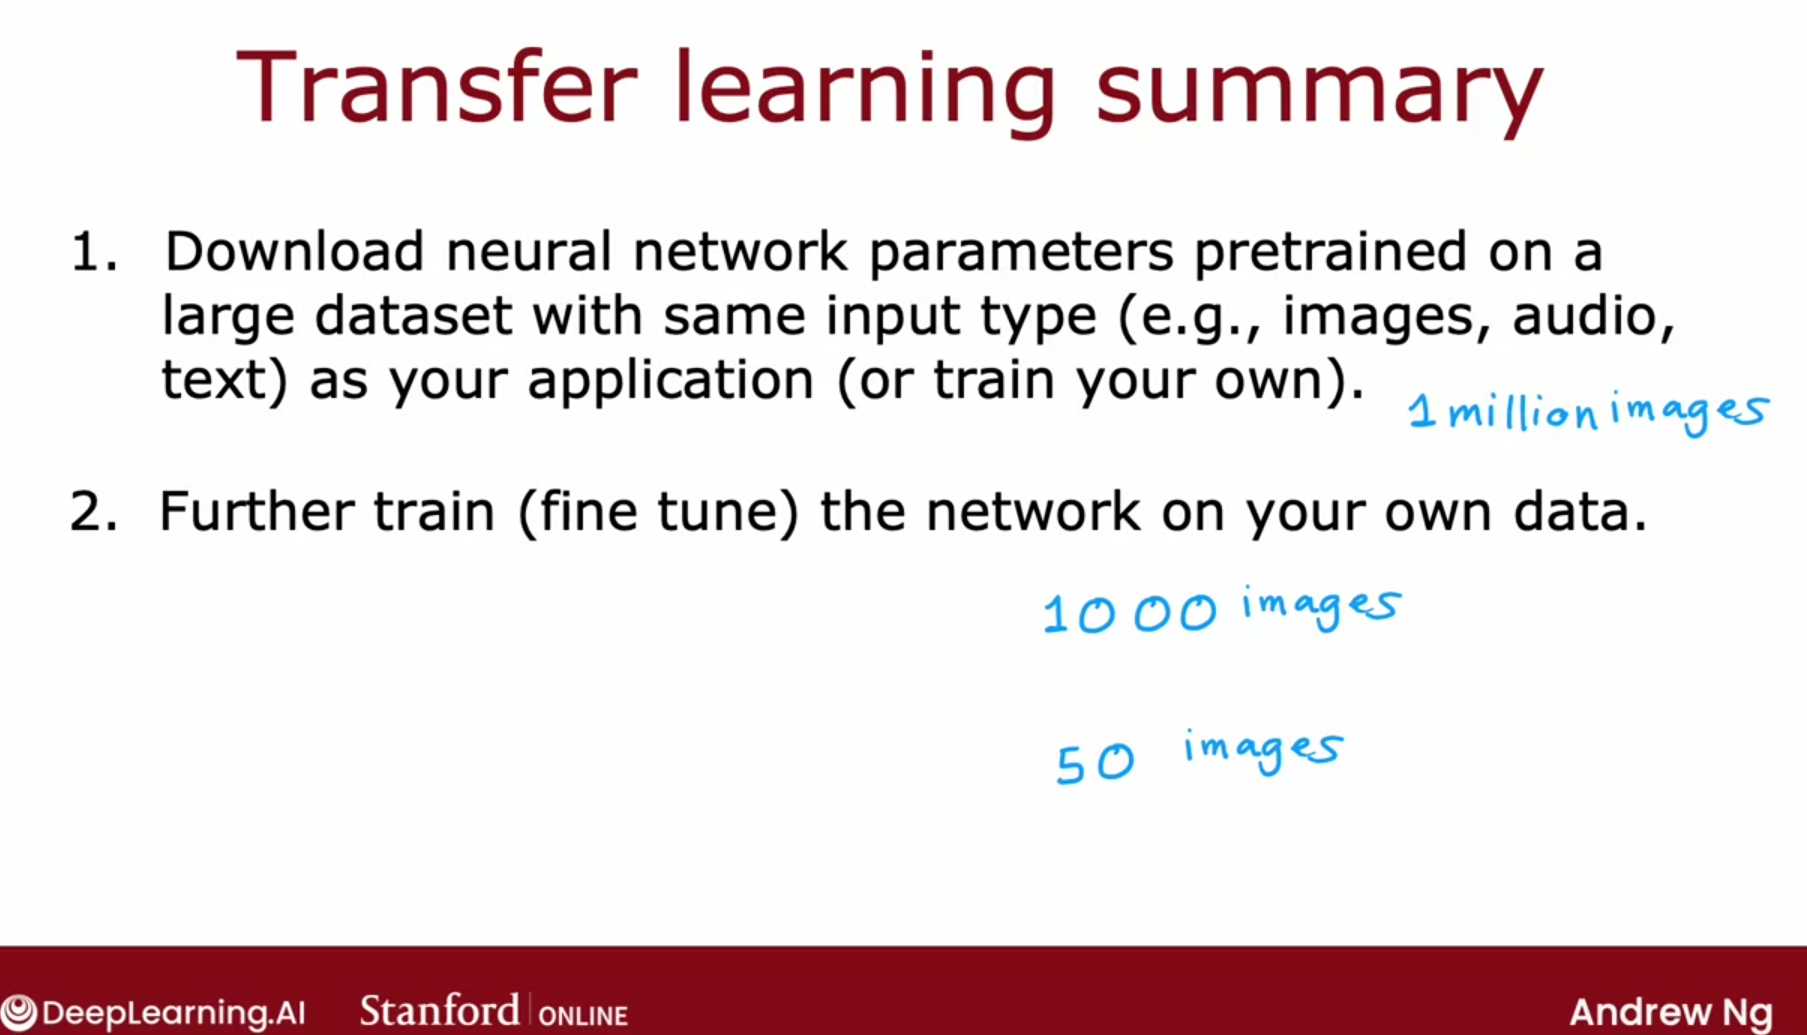 Transfer learning summary
1. Download neural network parameters pretrained on a
large dataset with same input type (e.g., images, audio,
text) as your application (or train your own).
1 million images
2. Further train (fine tune) the network on your own data.
1000 images
50 images
DeepLearning.AI Stanford ONLINE Andrew Ng